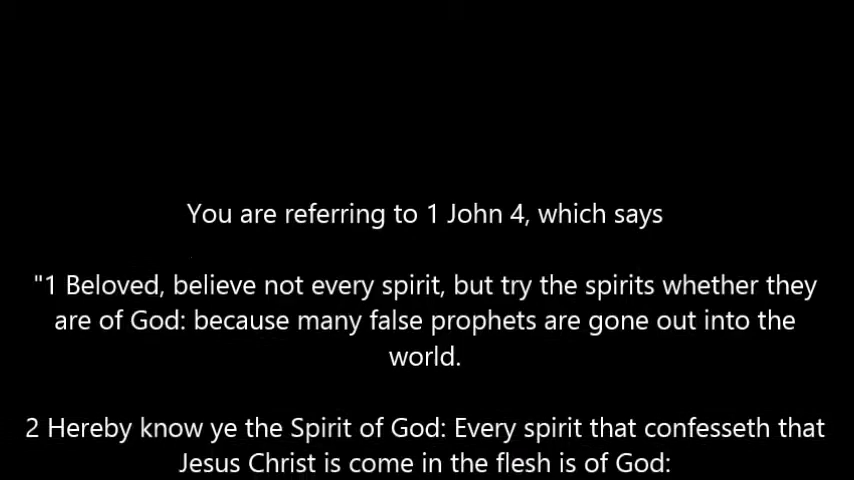 You are referring to 1 John 4, which says
"1 Beloved, believe not every spirit, but try the spirits whether they
are of God: because many false prophets are gone out into the
world.
2 Hereby know ye the Spirit of God: Every spirit that confesseth that
Jesus Christ is come in the flesh is of God: